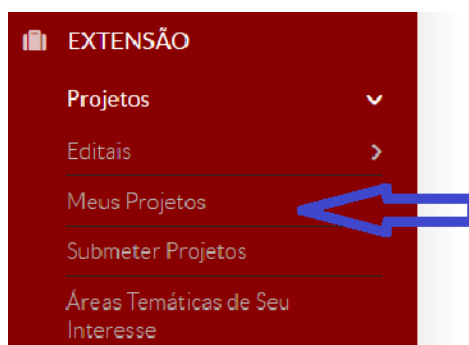 EXTENSÃO
Projetos
Editais
Meus Projetos
Submeter Projetos
Áreas Temáticas de Seu
Interesse